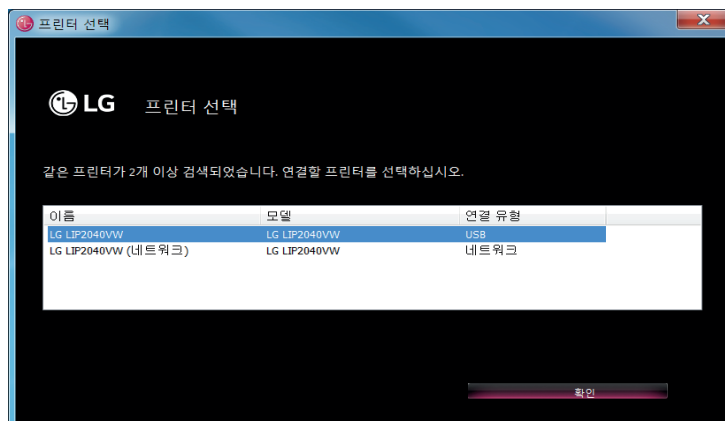 프린터 선택
LG 프린터 선택
같은 프린터가 2개 이상 검색되었습니다. 연결할 프린터를 선택하십시오.
이름 모델 연결 유형
LG LIP2040VW LG LIP2040VW USB
LG LIP2040VW (네트워크) LG LIP2040VW 네트워크
확인